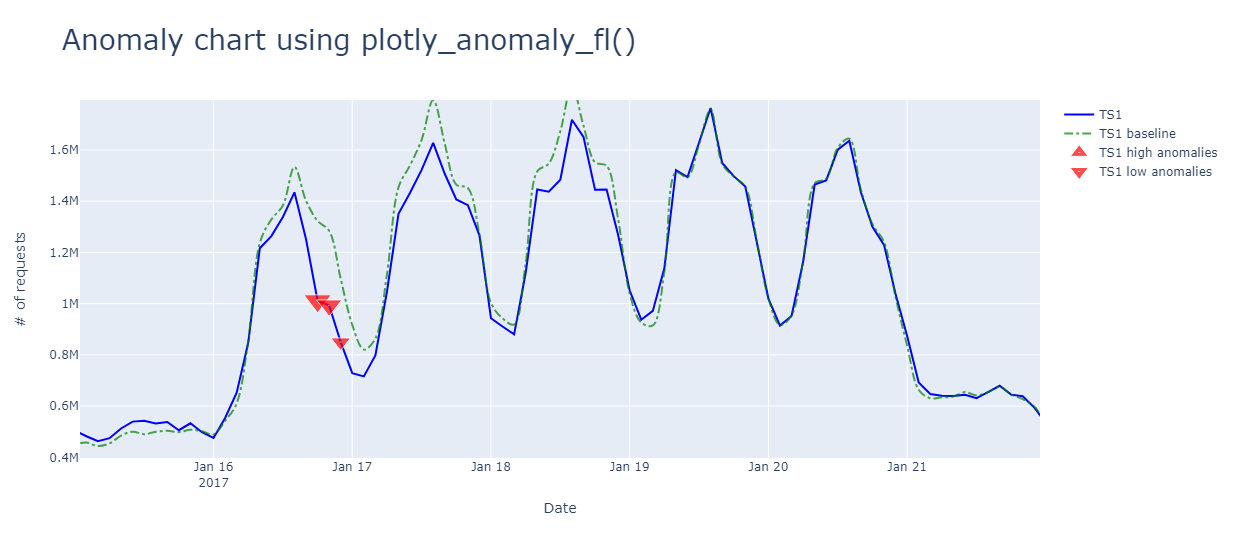 Anomaly chart using plotly_anomaly_fl()
TS1
TS1 baseline
TS1 high anomalies
TS1 low anomalies
# of requests
1.6M
1.4M
1.2M
1M
0.8M
0.6M
0.4M
Jan 16
2017
Jan 17
Jan 18
Jan 19
Jan 20
Jan 21
Date